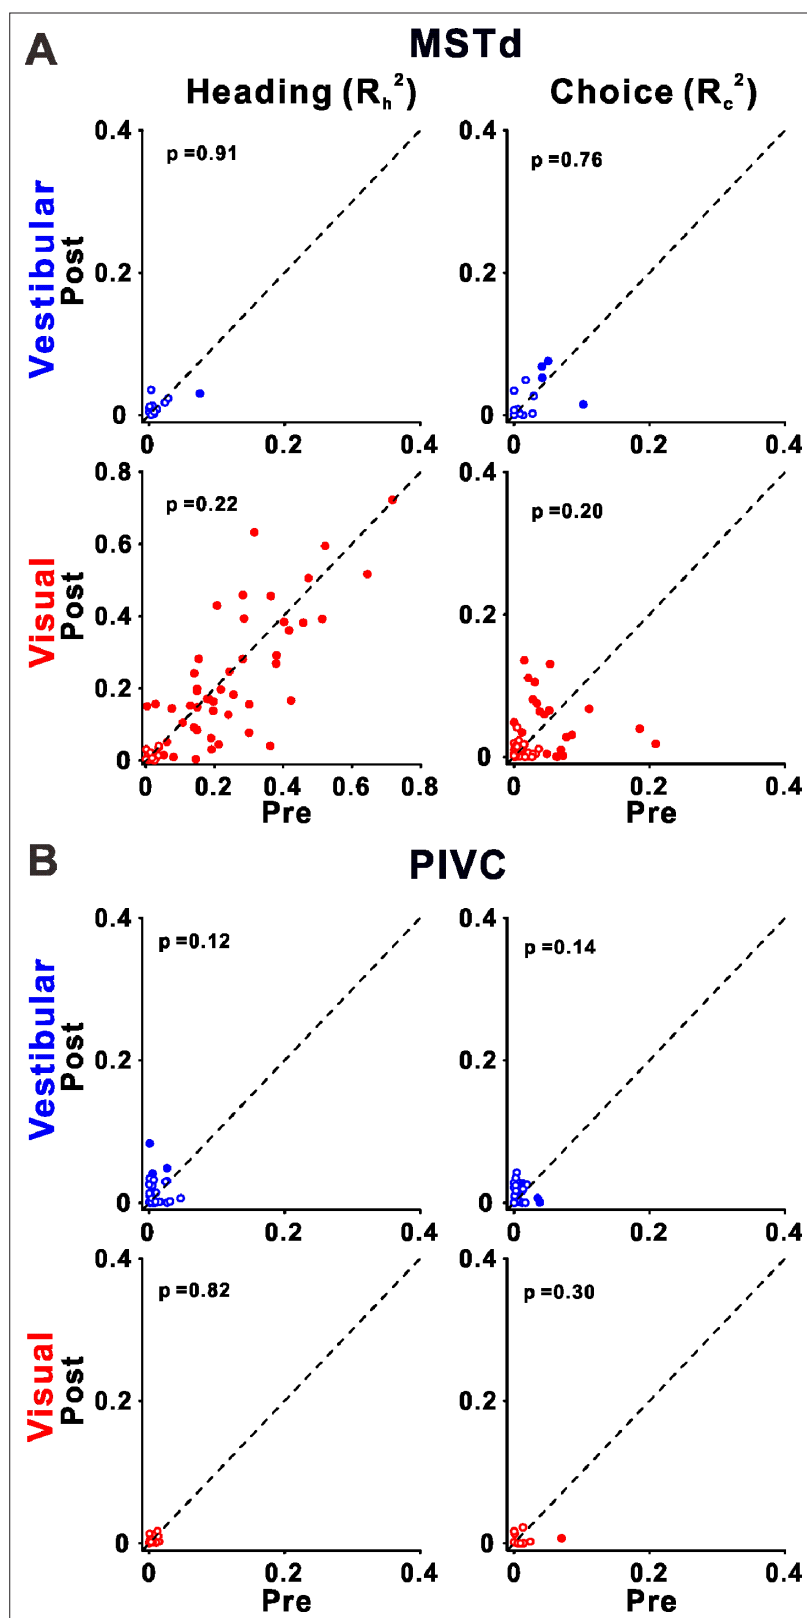 A
MSTd
Heading (Rh²)
Choice (Rc²)
Vestibular
Post
0.4
0.2
0
p =0.91
0
0.2
0.4
0.4
0.2
0
p =0.76
0
0.2
0.4
Visual
Post
0.8
0.6
0.4
0.2
0
p =0.22
0
0.2
0.4
0.6
0.8
Pre
0.4
0.2
0
p =0.20
0
0.2
0.4
Pre
B
PIVC
Vestibular
Post
0.4
0.2
0
p =0.12
0
0.2
0.4
0.4
0.2
0
p =0.14
0
0.2
0.4
Visual
Post
0.4
0.2
0
p =0.82
0
0.2
0.4
Pre
0.4
0.2
0
p =0.30
0
0.2
0.4
Pre